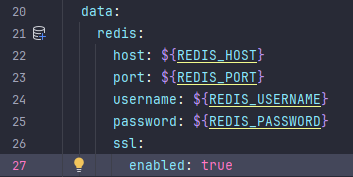 20 data:
21 redis:
22 host: ${REDIS_HOST}
23 port: ${REDIS_PORT}
24 username: ${REDIS_USERNAME}
25 password: ${REDIS_PASSWORD}
26 ssl:
27 enabled: true